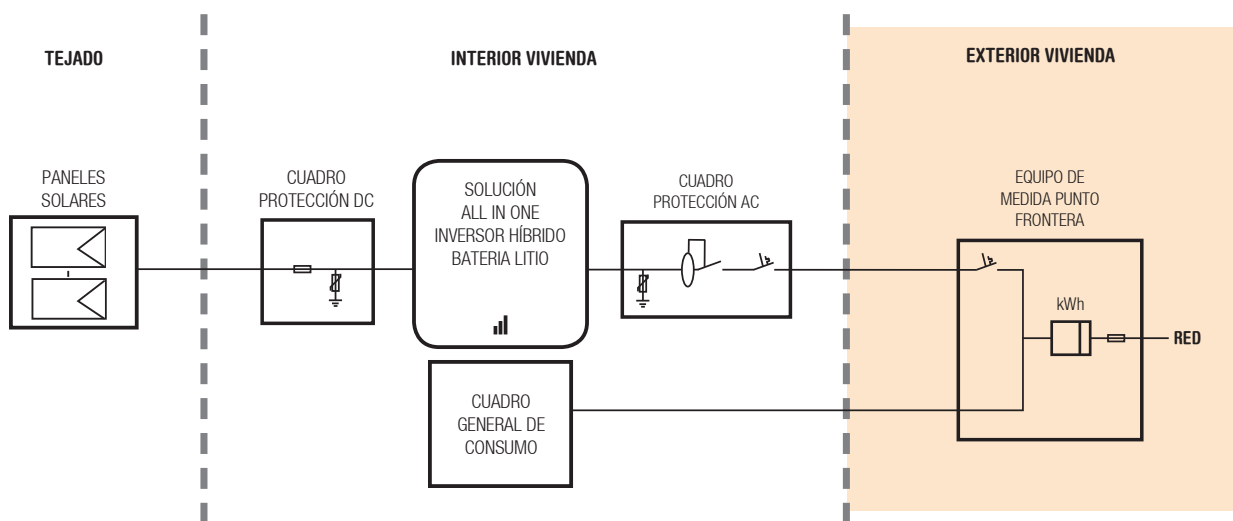 TEJADO
INTERIOR VIVIENDA
EXTERIOR VIVIENDA
PANELES
SOLARES
CUADRO
PROTECCIÓN DC
SOLUCIÓN
ALL IN ONE
INVERSOR HÍBRIDO
BATERIA LITIO
CUADRO
PROTECCIÓN AC
EQUIPO DE
MEDIDA PUNTO
FRONTERA
kWh
RED
CUADRO
GENERAL DE
CONSUMO